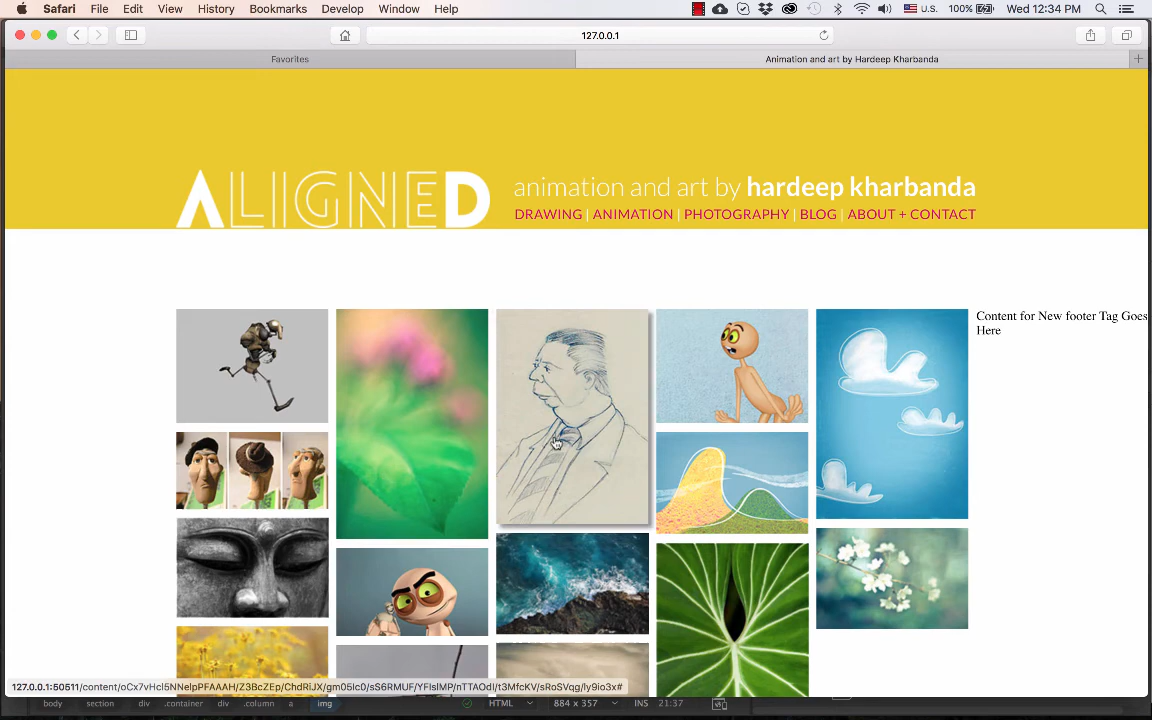 Safari File Edit View History Bookmarks Develop Window Help U.S. 100% Wed 12:34 PM
127.0.0.1
Favorites Animation and art by Hardeep Kharbanda
ALIGNED animation and art by hardeep kharbanda
DRAWING | ANIMATION | PHOTOGRAPHY | BLOG | ABOUT + CONTACT
Content for New footer Tag Goes
Here
body section div .container div .column a img HTML 884 x 357 INS 21:37